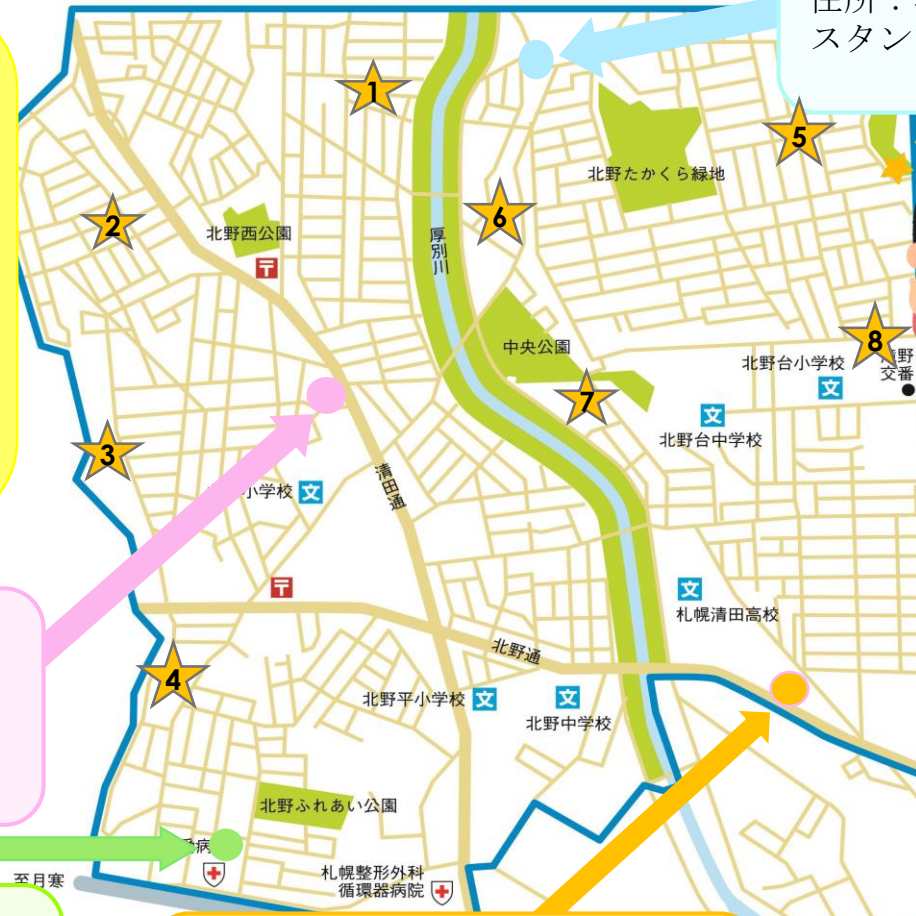 住所：
スタン
1
5
北野たかくら緑地
2
6
北野西公園
厚別川
中央公園
8
北野台小学校
野
交番
7
北野台中学校
3
小学校
清田通
札幌清田高校
北野通
4
北野平小学校
北野中学校
北野ふれあい公園
病
至月寒
札幌整形外科
循環器病院